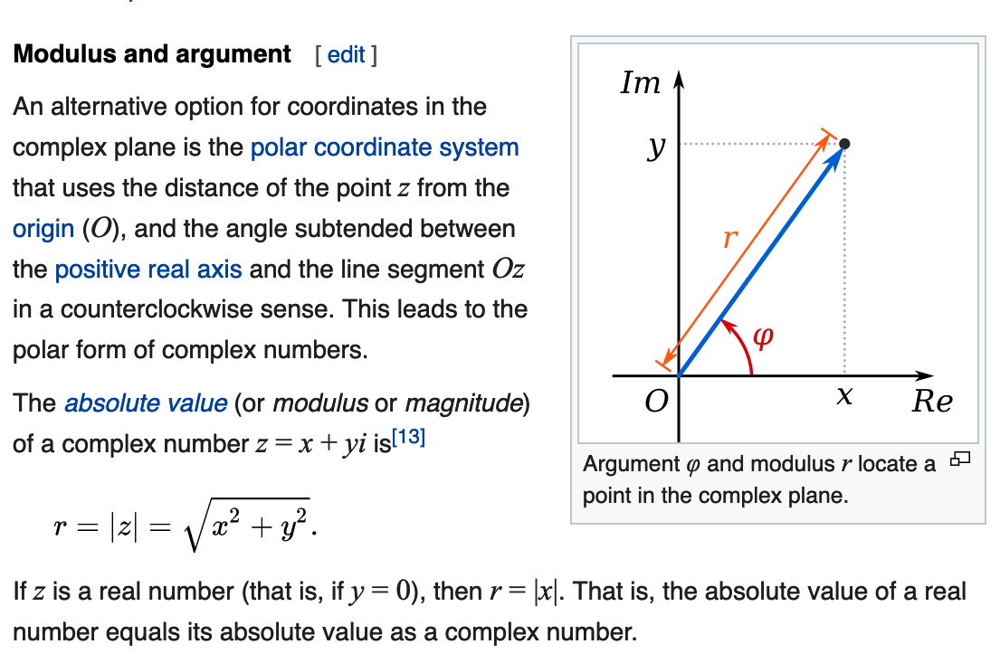 Modulus and argument [ edit ]
An alternative option for coordinates in the
complex plane is the polar coordinate system
that uses the distance of the point z from the
origin (O), and the angle subtended between
the positive real axis and the line segment Oz
in a counterclockwise sense. This leads to the
polar form of complex numbers.
The absolute value (or modulus or magnitude)
of a complex number z = x + yi is[13]
r = |z| = √(x² + y²).
If z is a real number (that is, if y = 0), then r = |x|. That is, the absolute value of a real
number equals its absolute value as a complex number.
Im
y
r
φ
O
x
Re
Argument φ and modulus r locate a
point in the complex plane.